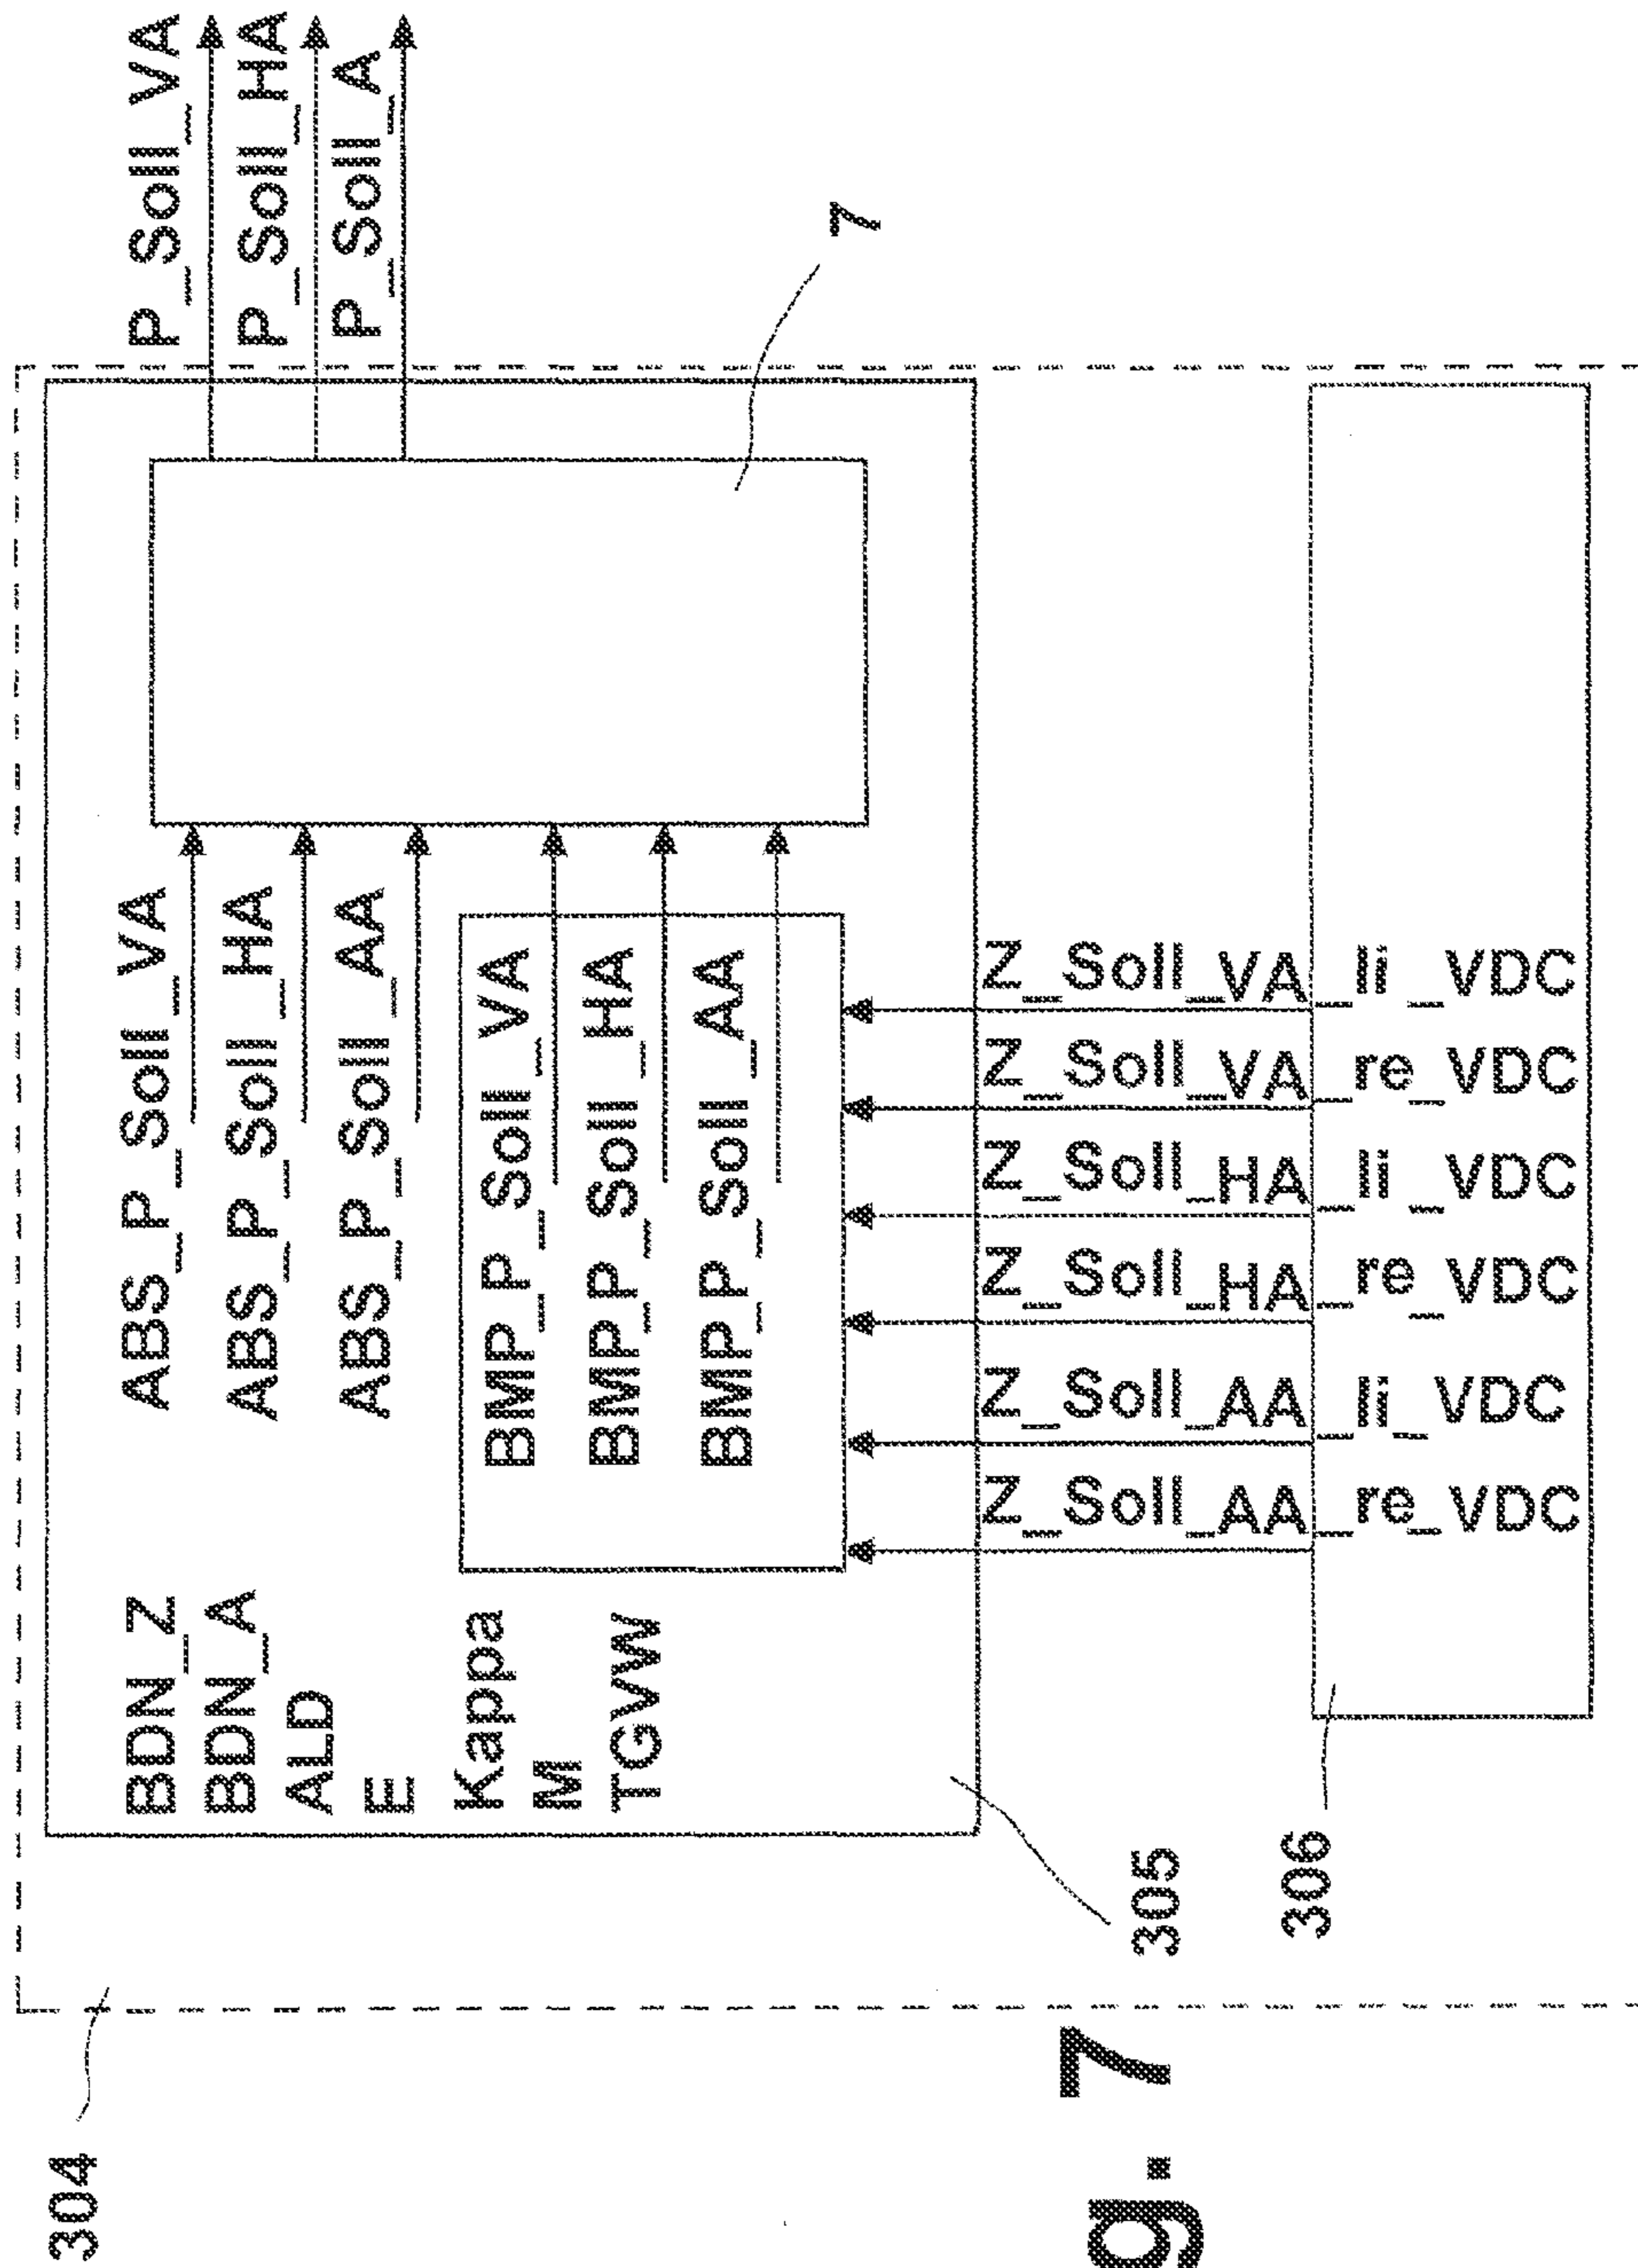 304
P_Soll_VA
P_Soll_HA
P_Soll_A
7
ABS_P_Soll_VA
ABS_P_Soll_HA
ABS_P_Soll_AA
BMP_P_Soll_VA
BMP_P_Soll_HA
BMP_P_Soll_AA
BDN_Z
BDN_A
ALD
E
Kappa
M
TGVW
Z_Soll_VA_li_VDC
Z_Soll_VA_re_VDC
Z_Soll_HA_li_VDC
Z_Soll_HA_re_VDC
Z_Soll_AA_li_VDC
Z_Soll_AA_re_VDC
305
306
g. 7